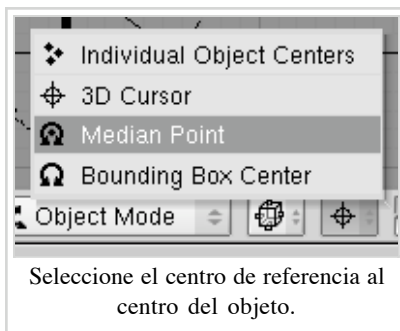 Individual Object Centers
3D Cursor
Median Point
Bounding Box Center
Object Mode
Seleccione el centro de referencia al
centro del objeto.